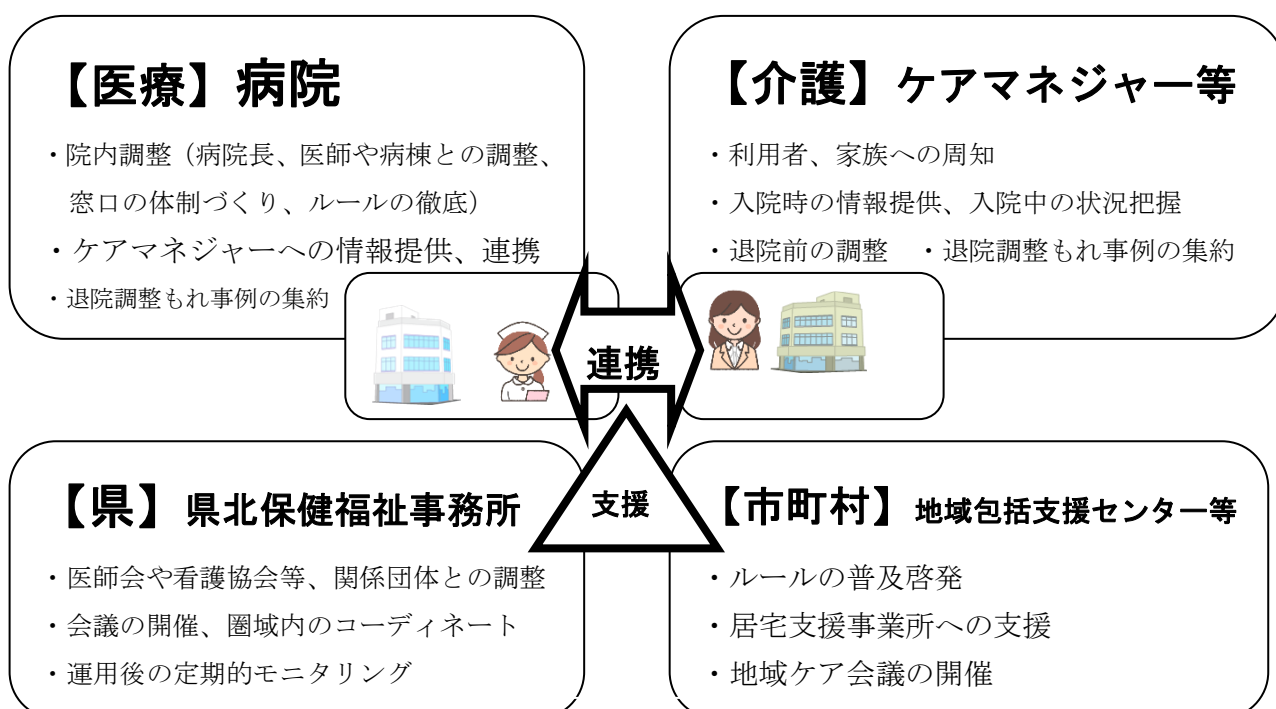 【医療】病院
・院内調整（病院長、医師や病棟との調整、
窓口の体制づくり、ルールの徹底）
・ケアマネジャーへの情報提供、連携
・退院調整もれ事例の集約
【介護】ケアマネジャー等
・利用者、家族への周知
・入院時の情報提供、入院中の状況把握
・退院前の調整　・退院調整もれ事例の集約
連携
支援
【県】県北保健福祉事務所
・医師会や看護協会等、関係団体との調整
・会議の開催、圏域内のコーディネート
・運用後の定期的モニタリング
【市町村】地域包括支援センター等
・ルールの普及啓発
・居宅支援事業所への支援
・地域ケア会議の開催